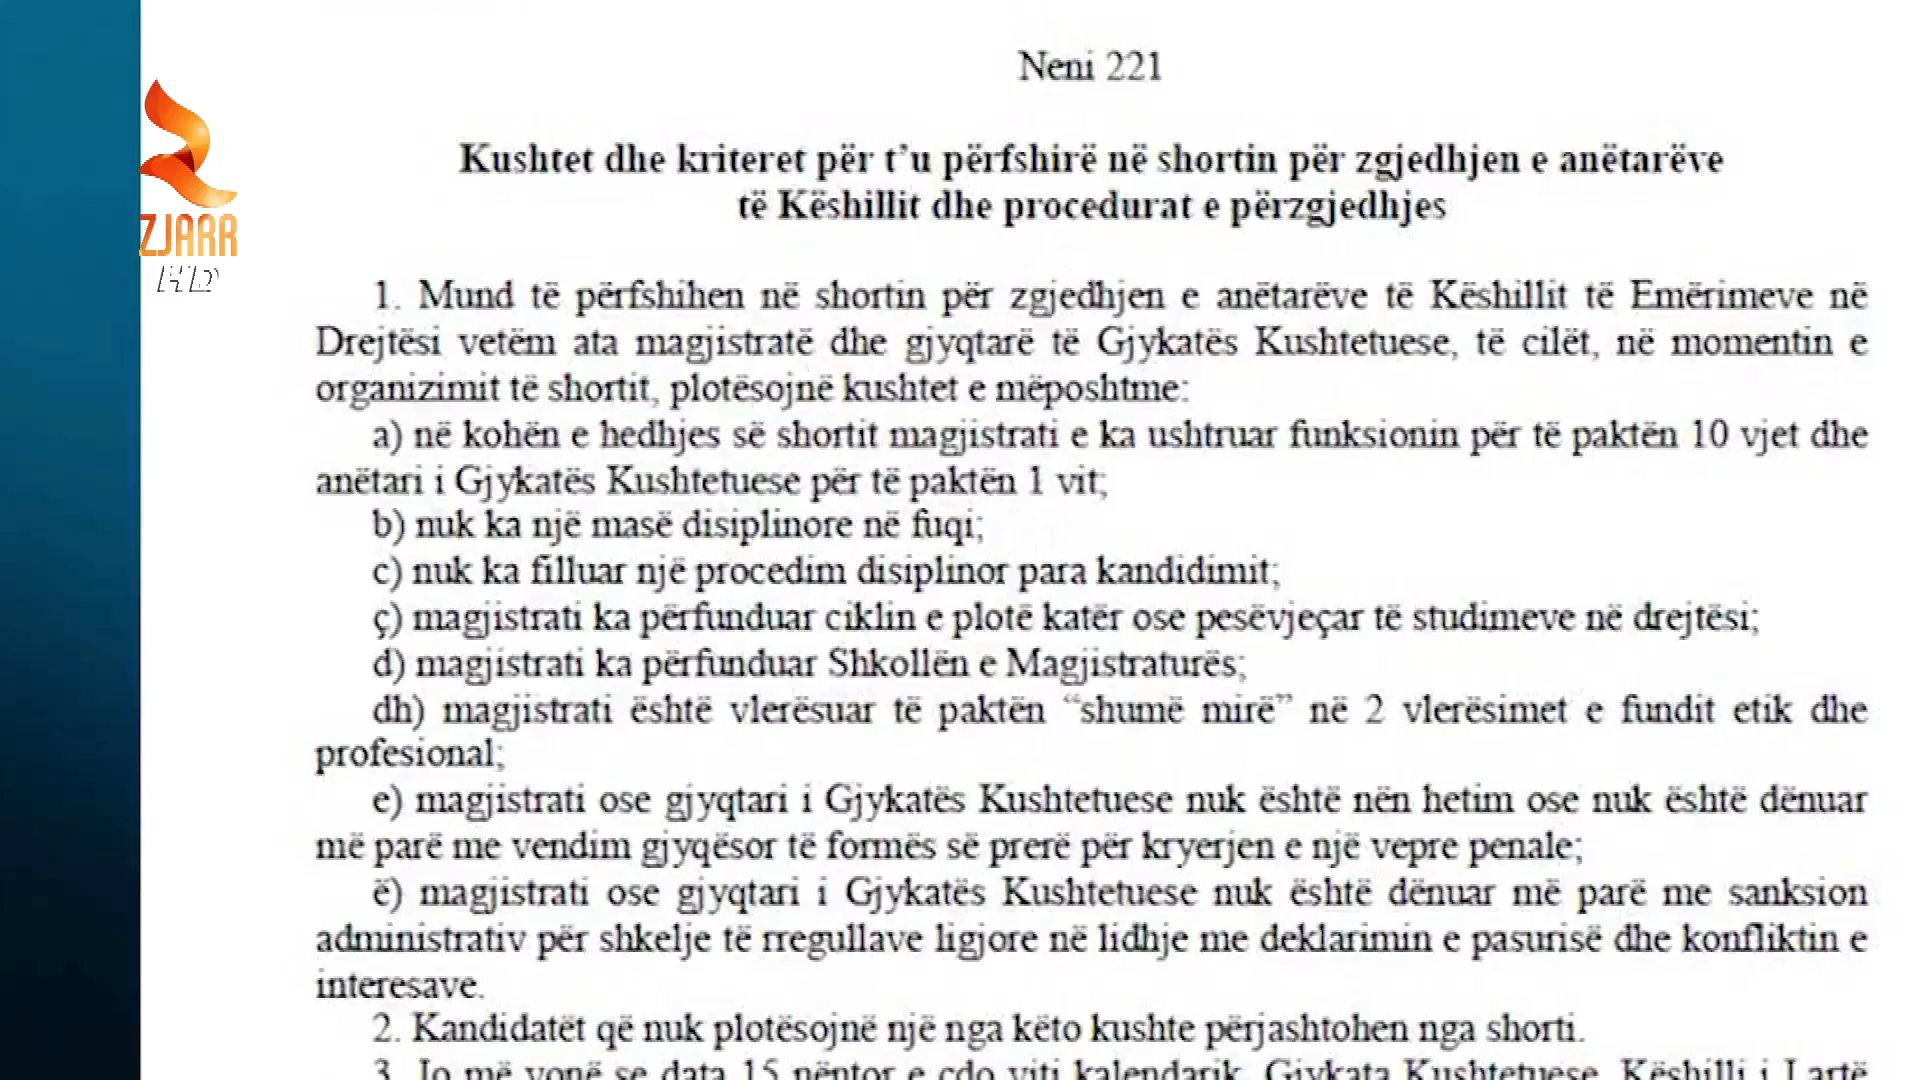 Neni 221
Kushtet dhe kriteret për t’u përfshirë në shortin për zgjedhjen e anëtarëve
të Këshillit dhe procedurat e përzgjedhjes
ZJARR
HD
1. Mund të përfshihen në shortin për zgjedhjen e anëtarëve të Këshillit të Emërimeve në
Drejtësi vetëm ata magjistratë dhe gjyqtarë të Gjykatës Kushtetuese, të cilët, në momentin e
organizimit të shortit, plotësojnë kushtet e mëposhtme:
a) në kohën e hedhjes së shortit magjistrati e ka ushtruar funksionin për të paktën 10 vjet dhe
anëtari i Gjykatës Kushtetuese për të paktën 1 vit;
b) nuk ka një masë disiplinore në fuqi;
c) nuk ka filluar një procedim disiplinor para kandidimit;
ç) magjistrati ka përfunduar ciklin e plotë katër ose pesëvjeçar të studimeve në drejtësi;
d) magjistrati ka përfunduar Shkollën e Magjistraturës;
dh) magjistrati është vlerësuar të paktën “shumë mirë” në 2 vlerësimet e fundit etik dhe
profesional;
e) magjistrati ose gjyqtari i Gjykatës Kushtetuese nuk është nën hetim ose nuk është dënuar
më parë me vendim gjyqësor të formës së prerë për kryerjen e një vepre penale;
ë) magjistrati ose gjyqtari i Gjykatës Kushtetuese nuk është dënuar më parë me sanksion
administrativ për shkelje të rregullave ligjore në lidhje me deklarimin e pasurisë dhe konfliktin e
interesave.
2. Kandidatët që nuk plotësojnë një nga këto kushte përjashtohen nga shorti.
3. Jo më vonë se data 15 nëntor e çdo viti kalendarik, Gjykata Kushtetuese, Këshilli i Lartë